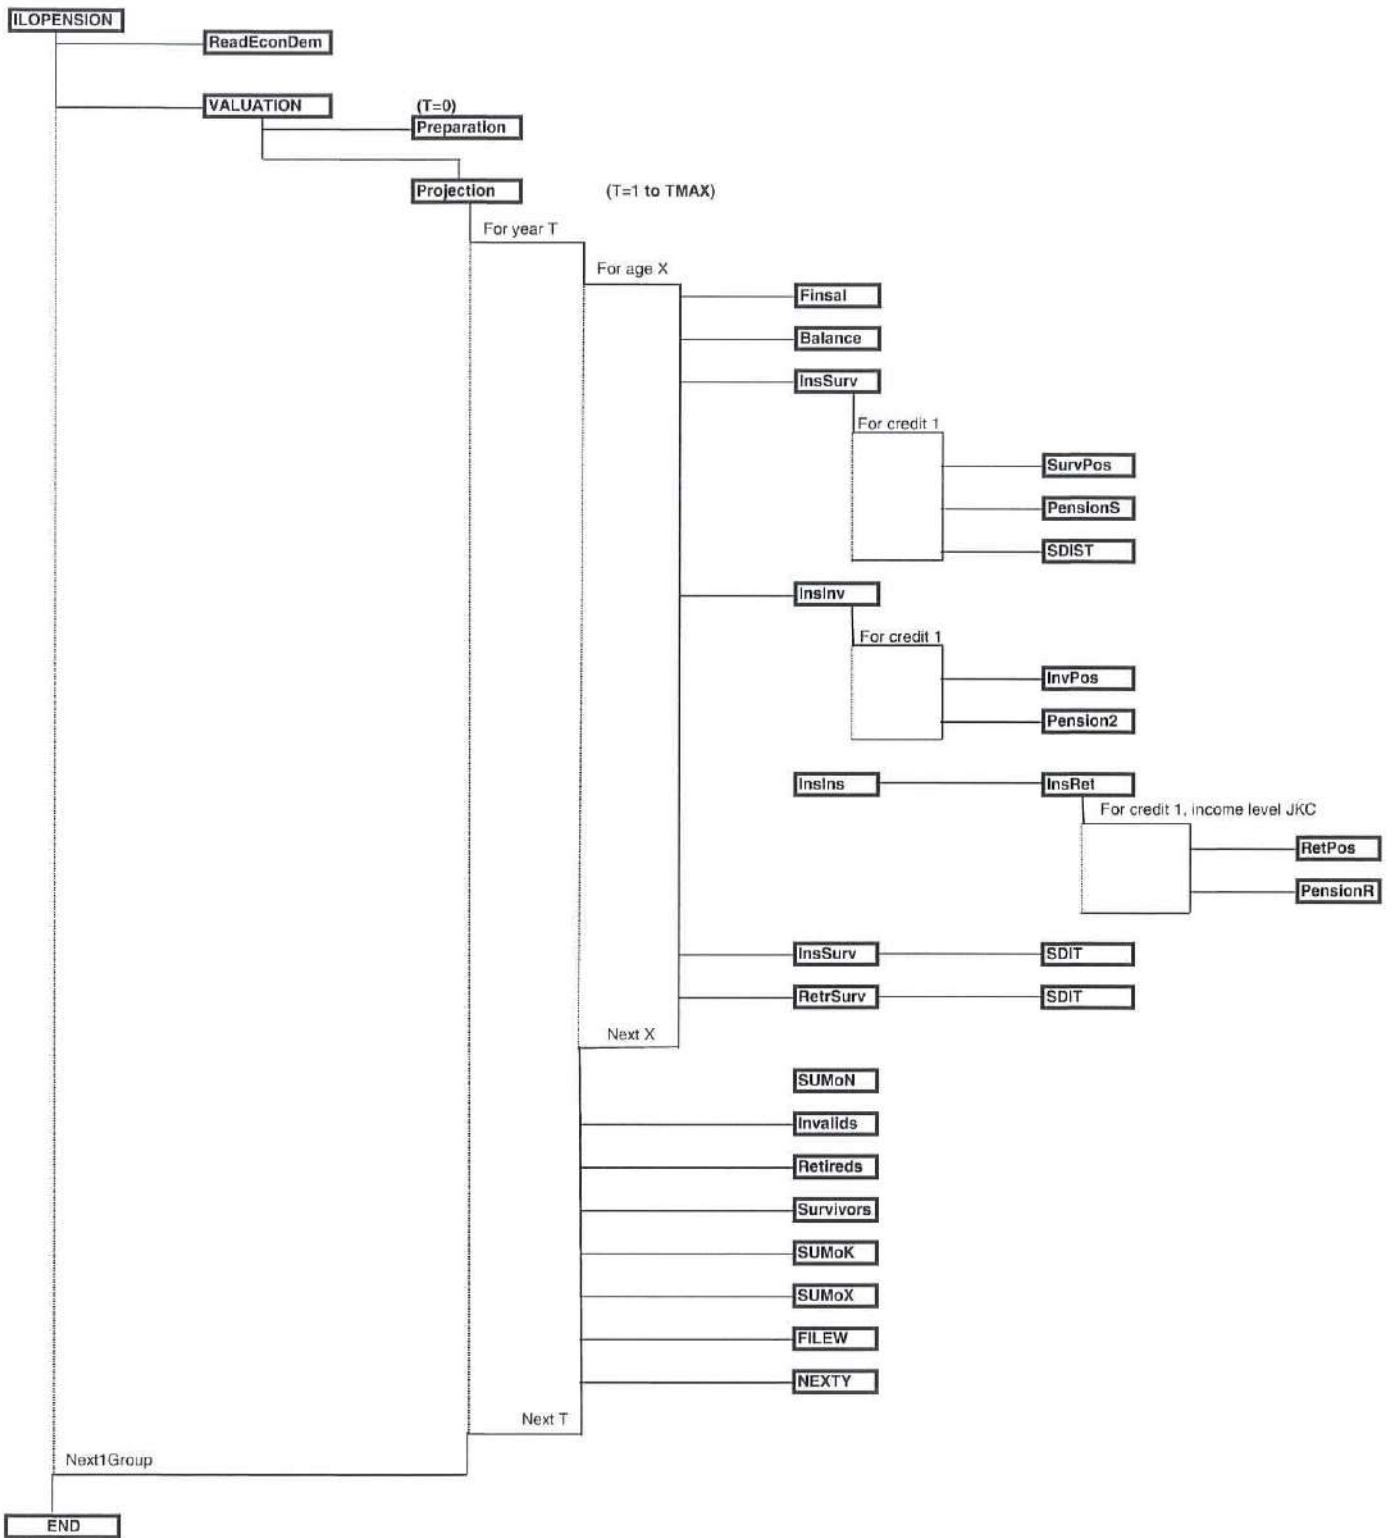 ILOPENSION
ReadEconDem
VALUATION
(T=0)
Preparation
Projection
(T=1 to TMAX)
For year T
For age X
Finsal
Balance
InsSurv
For credit 1
SurvPos
PensionS
SDIST
InsInv
For credit 1
InvPos
Pension2
InsIns
InsRet
For credit 1, income level JKC
RetPos
PensionR
InsSurv
SDIT
RetrSurv
SDIT
Next X
SUMoN
Invalids
Retireds
Survivors
SUMoK
SUMoX
FILEW
NEXTY
Next T
Next1Group
END